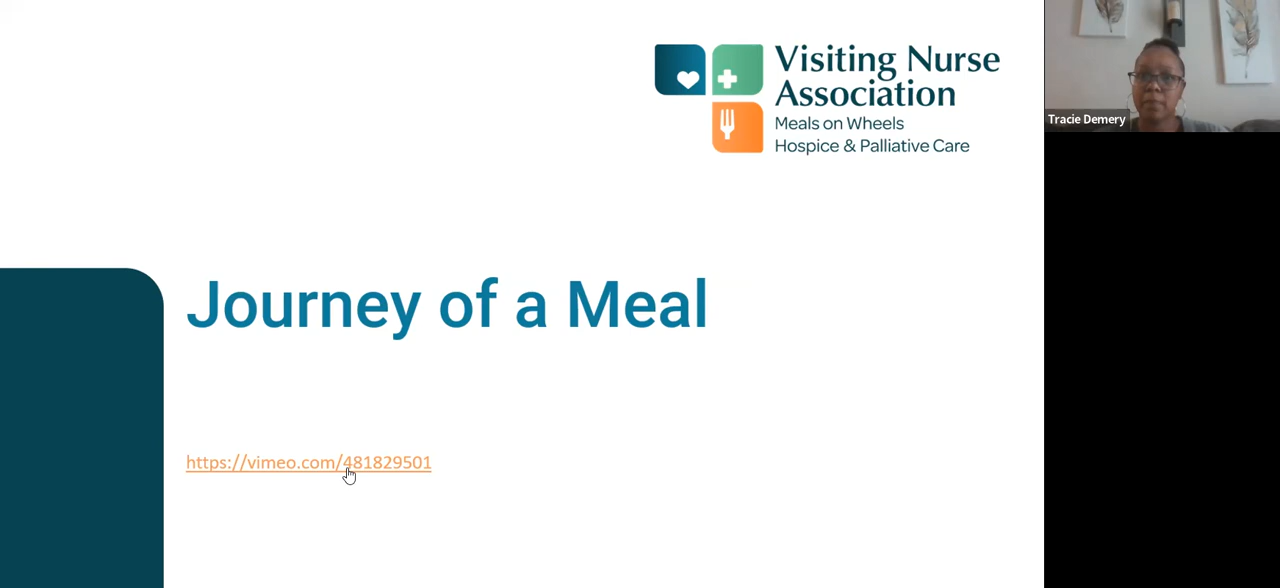 Visiting Nurse
Association
Meals on Wheels
Hospice & Palliative Care
Tracie Demery
Journey of a Meal
https://vimeo.com/481829501